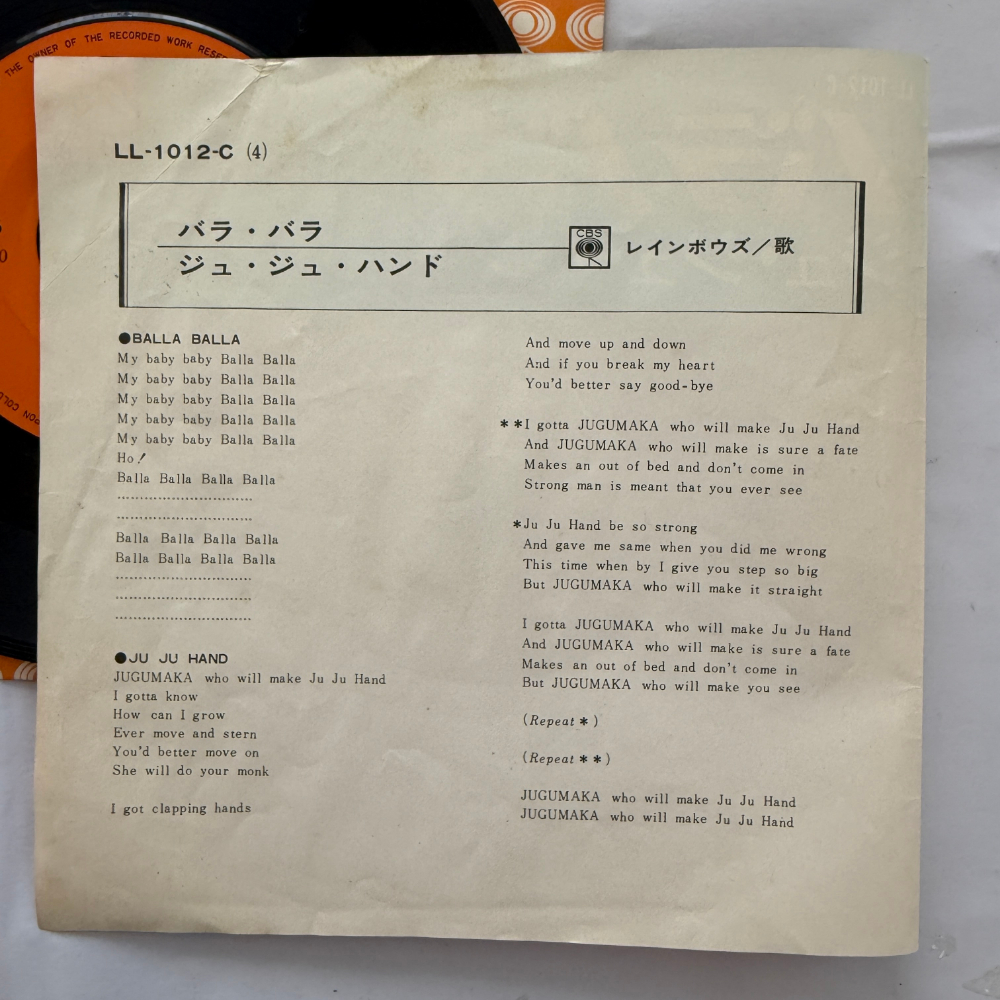 THE OWNER OF THE RECORDED WORK RESE
LL-1012-C (4)
バラ・バラ
ジュ・ジュ・ハンド
CBS
レインボウズ／歌
●BALLA BALLA
My baby baby Balla Balla
My baby baby Balla Balla
My baby baby Balla Balla
My baby baby Balla Balla
My baby baby Balla Balla
Ho!
Balla Balla Balla Balla
………………………………
………………………………
Balla Balla Balla Balla
Balla Balla Balla Balla
………………………………
………………………………
………………………………
●JU JU HAND
JUGUMAKA who will make Ju Ju Hand
I gotta know
How can I grow
Ever move and stern
You'd better move on
She will do your monk
I got clapping hands
And move up and down
And if you break my heart
You'd better say good-bye
＊＊I gotta JUGUMAKA who will make Ju Ju Hand
And JUGUMAKA who will make is sure a fate
Makes an out of bed and don't come in
Strong man is meant that you ever see
＊Ju Ju Hand be so strong
And gave me same when you did me wrong
This time when by I give you step so big
But JUGUMAKA who will make it straight
I gotta JUGUMAKA who will make Ju Ju Hand
And JUGUMAKA who will make is sure a fate
Makes an out of bed and don't come in
But JUGUMAKA who will make you see
(Repeat＊)
(Repeat＊＊)
JUGUMAKA who will make Ju Ju Hand
JUGUMAKA who will make Ju Ju Hand